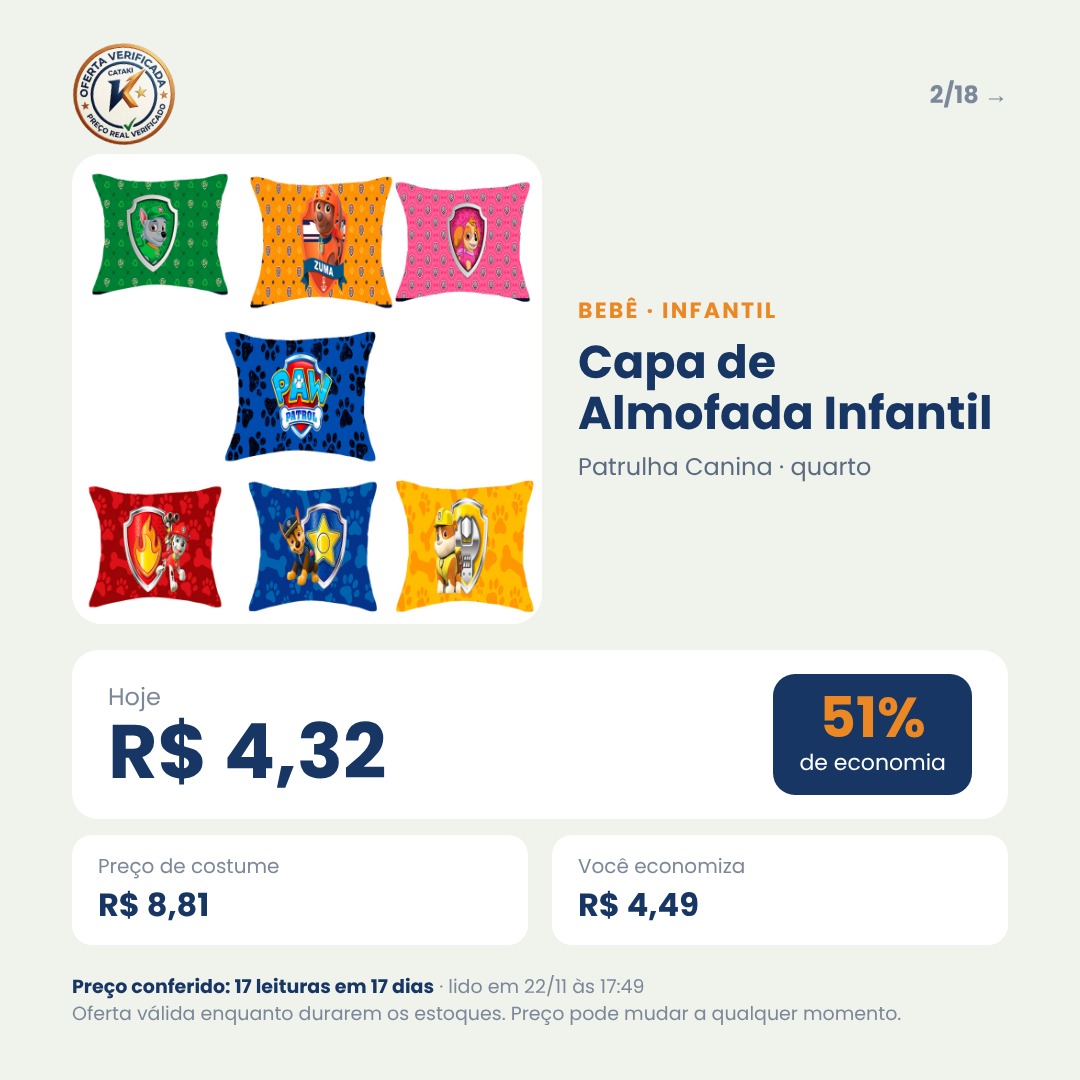 OFERTA VERIFICADA
CATAKI
K
PREÇO REAL VERIFICADO
2/18 →
ZUMA
PAW
PATROL
BEBÊ · INFANTIL
Capa de
Almofada Infantil
Patrulha Canina · quarto
Hoje
R$ 4,32
51%
de economia
Preço de costume
R$ 8,81
Você economiza
R$ 4,49
Preço conferido: 17 leituras em 17 dias · lido em 22/11 às 17:49
Oferta válida enquanto durarem os estoques. Preço pode mudar a qualquer momento.